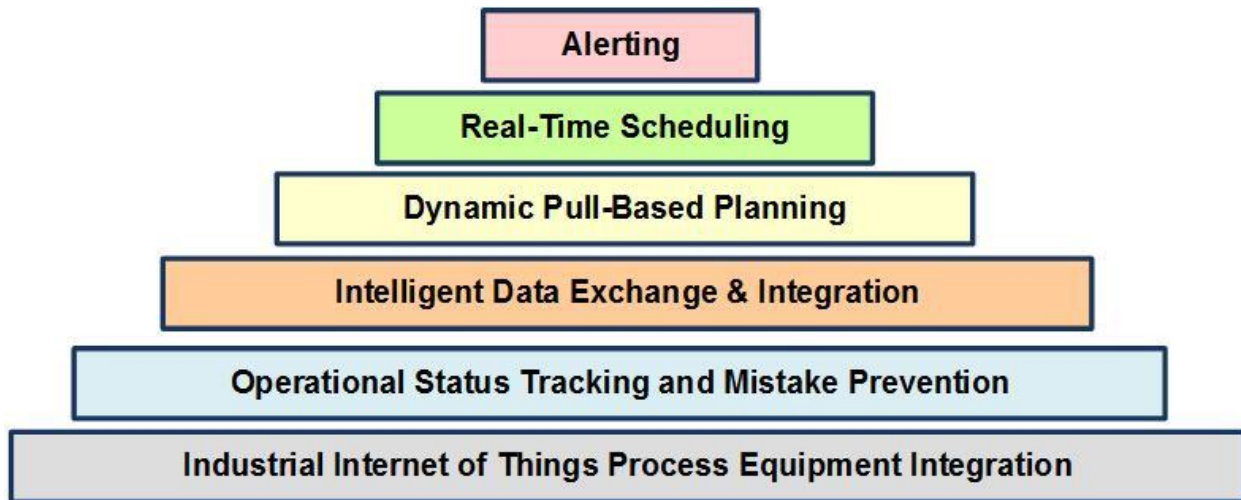 Alerting
Real-Time Scheduling
Dynamic Pull-Based Planning
Intelligent Data Exchange & Integration
Operational Status Tracking and Mistake Prevention
Industrial Internet of Things Process Equipment Integration